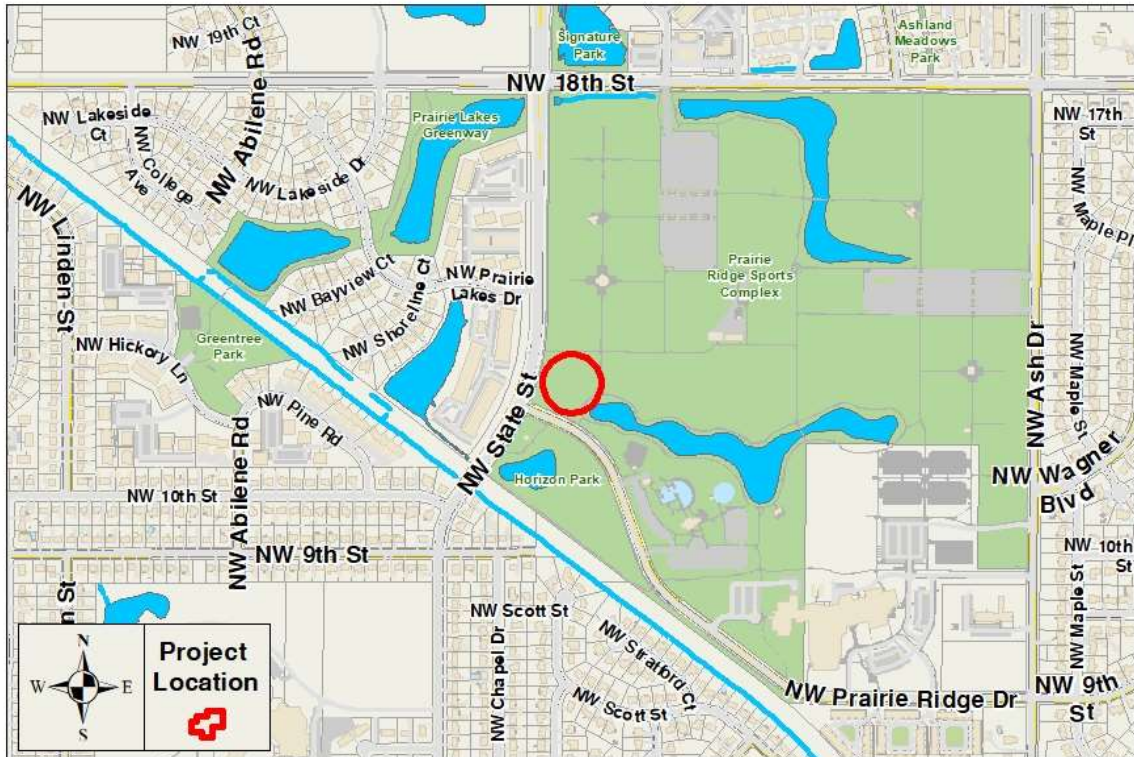 NW 19th Ct
NW Abilene Rd
Signature
Park
Ashland
Meadows
Park
NW 18th St
NW Lakeside
Ct
NW College
Ave
NW Lakeside Dr
Prairie Lakes
Greenway
NW 17th
St
NW Maple Pl
NW Linden St
NW Bayview Ct
NW Shoreline Ct
NW Prairie
Lakes Dr
Prairie
Ridge Sports
Complex
NW Hickory Ln
Greentree
Park
NW Pine Rd
NW Abilene Rd
NW State St
NW Ash Dr
NW Maple St
NW Wagner
Blvd
NW 10th St
Horizon Park
NW 9th St
NW 10th
St
NW Maple St
n St
NW Scott St
NW Chapel Dr
NW Stratford Ct
NW Scott St
NW Prairie Ridge Dr
NW 9th
St
N
W
E
S
Project
Location